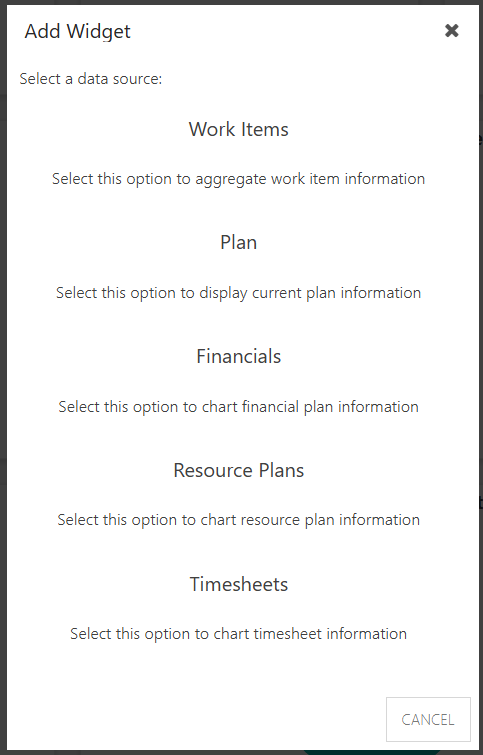 Add Widget
Select a data source:
Work Items
Select this option to aggregate work item information
Plan
Select this option to display current plan information
Financials
Select this option to chart financial plan information
Resource Plans
Select this option to chart resource plan information
Timesheets
Select this option to chart timesheet information
CANCEL